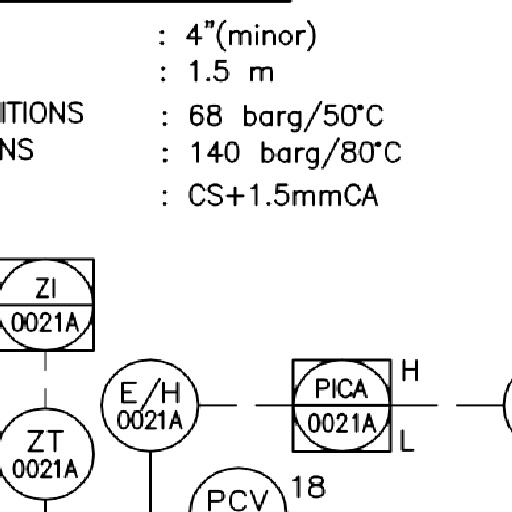 : 4"(minor)
: 1.5 m
ITIONS : 68 barg/50°C
NS : 140 barg/80°C
: CS+1.5mmCA
ZI
0021A
E/H
0021A
PICA
0021A
H
L
ZT
0021A
PCV
18